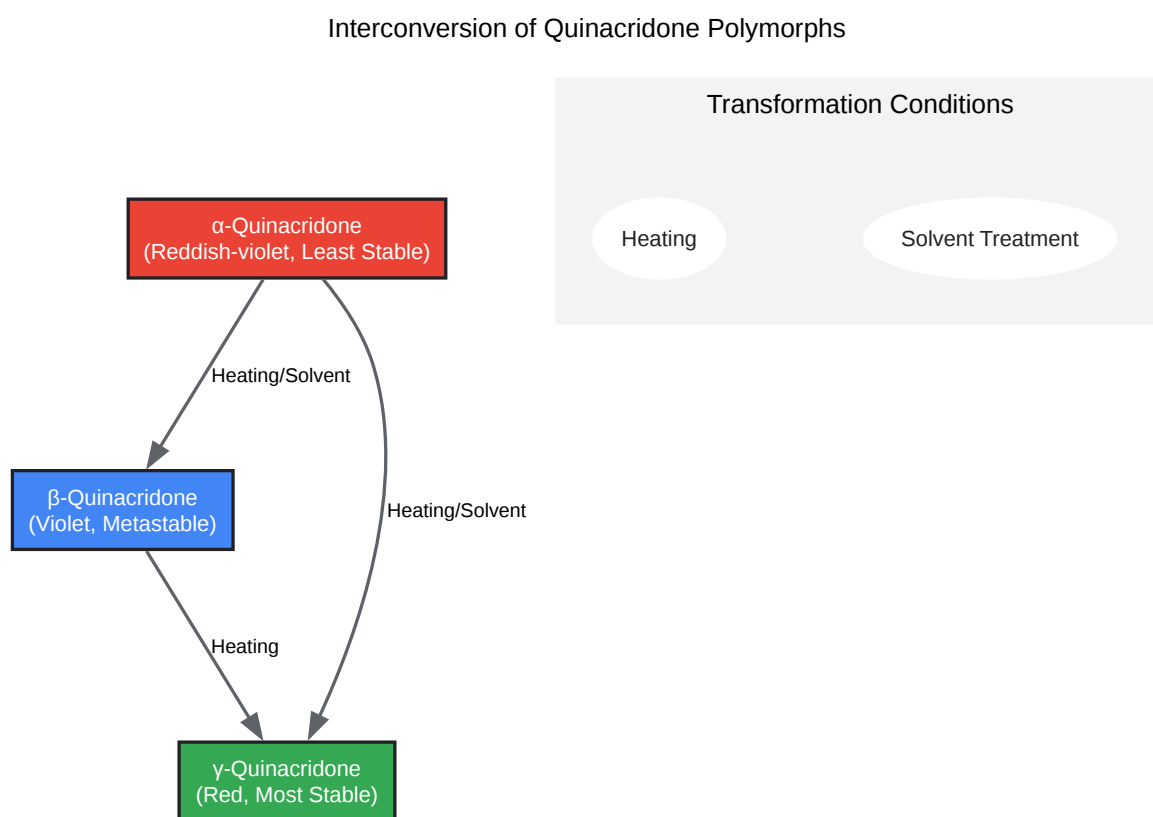 Interconversion of Quinacridone Polymorphs
Transformation Conditions
Heating
Solvent Treatment
α-Quinacridone
(Reddish-violet, Least Stable)
Heating/Solvent
β-Quinacridone
(Violet, Metastable)
Heating/Solvent
Heating
γ-Quinacridone
(Red, Most Stable)